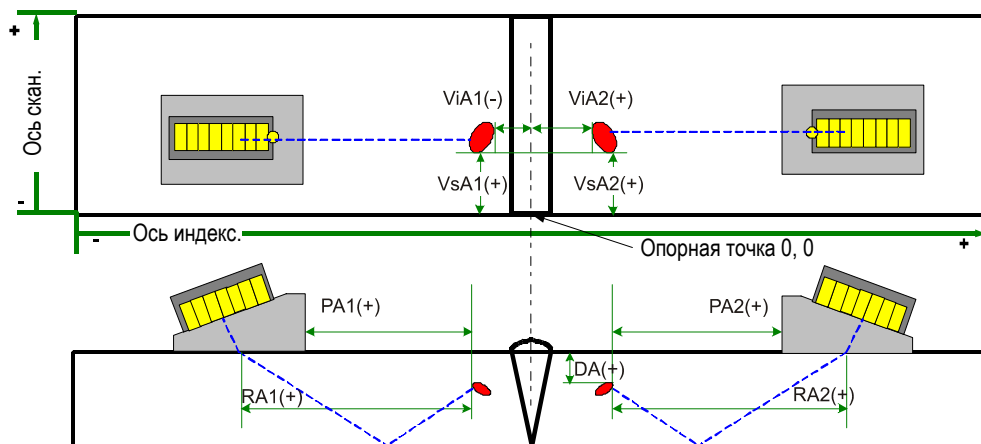 +
Ось скан.
-
ViA1(-)
ViA2(+)
VsA1(+)
VsA2(+)
-
Ось индекс.
Опорная точка 0, 0
+
PA1(+)
PA2(+)
DA(+)
RA1(+)
RA2(+)